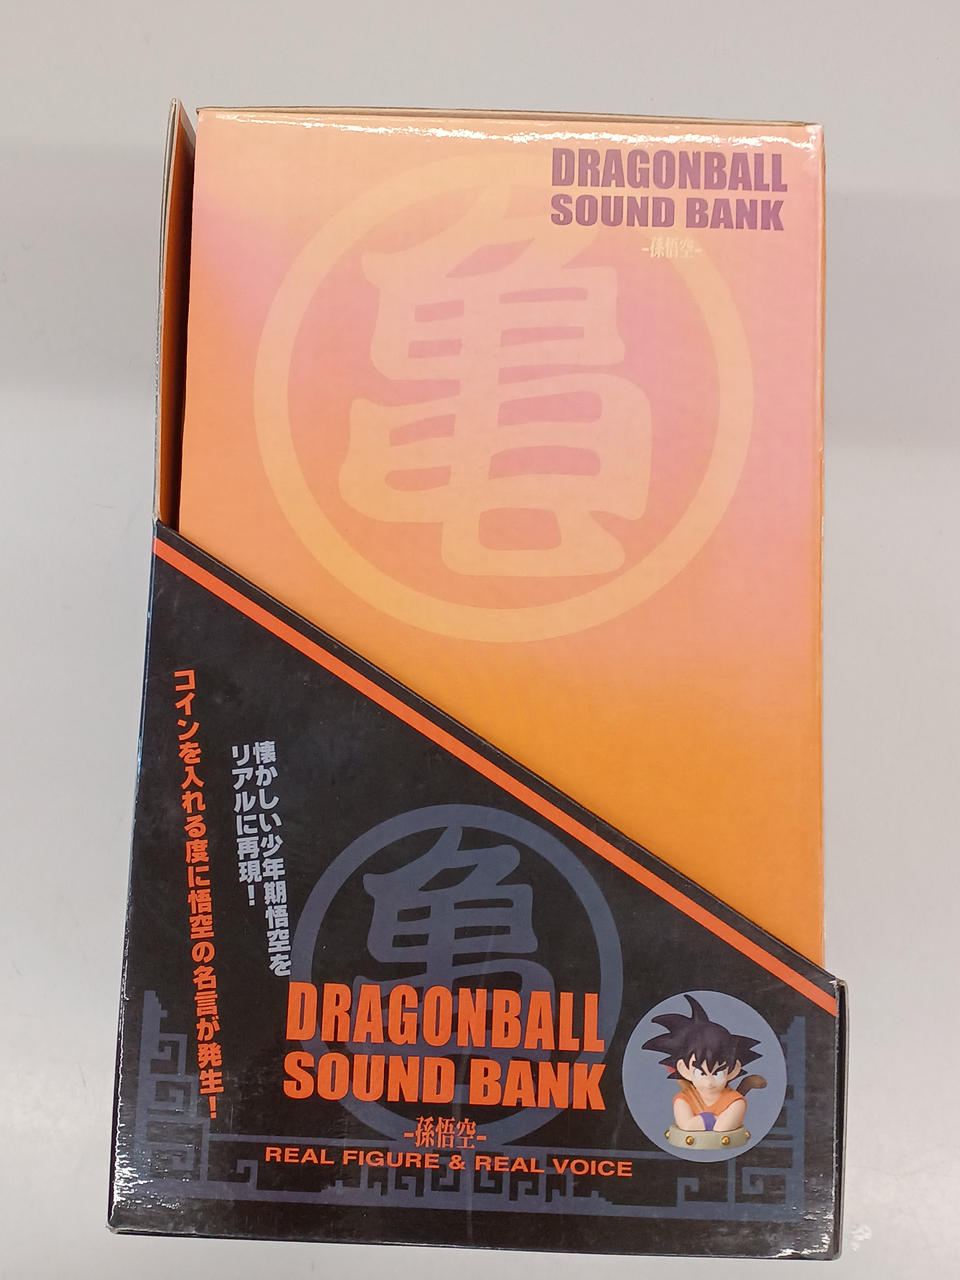 DRAGONBALL
SOUND BANK
-孫悟空-
亀
懐かしい少年期悟空を
リアルに再現！
コインを入れる度に悟空の名言が発生！
亀
DRAGONBALL
SOUND BANK
-孫悟空-
REAL FIGURE & REAL VOICE